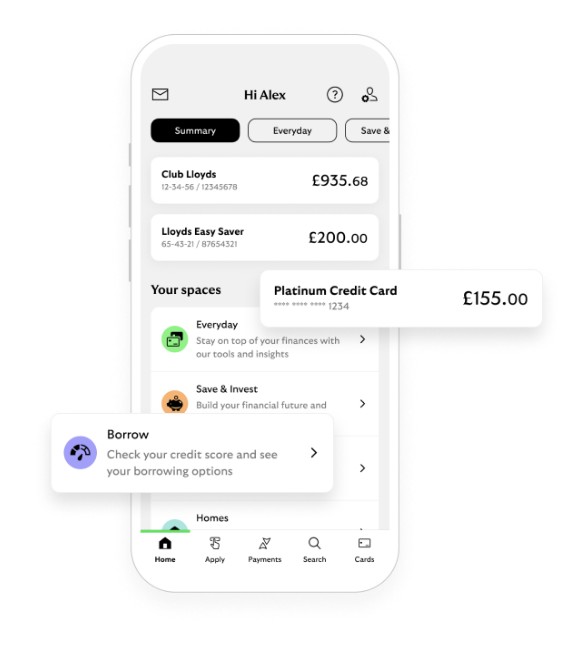 Hi Alex
Summary
Everyday
Save &
Club Lloyds
12-34-56 / 12345678
£935.68
Lloyds Easy Saver
65-43-21 / 87654321
£200.00
Your spaces
Platinum Credit Card
**** **** **** 1234
£155.00
Everyday
Stay on top of your finances with
our tools and insights
Save & Invest
Build your financial future and
Borrow
Check your credit score and see
your borrowing options
Homes
Home
Apply
Payments
Search
Cards